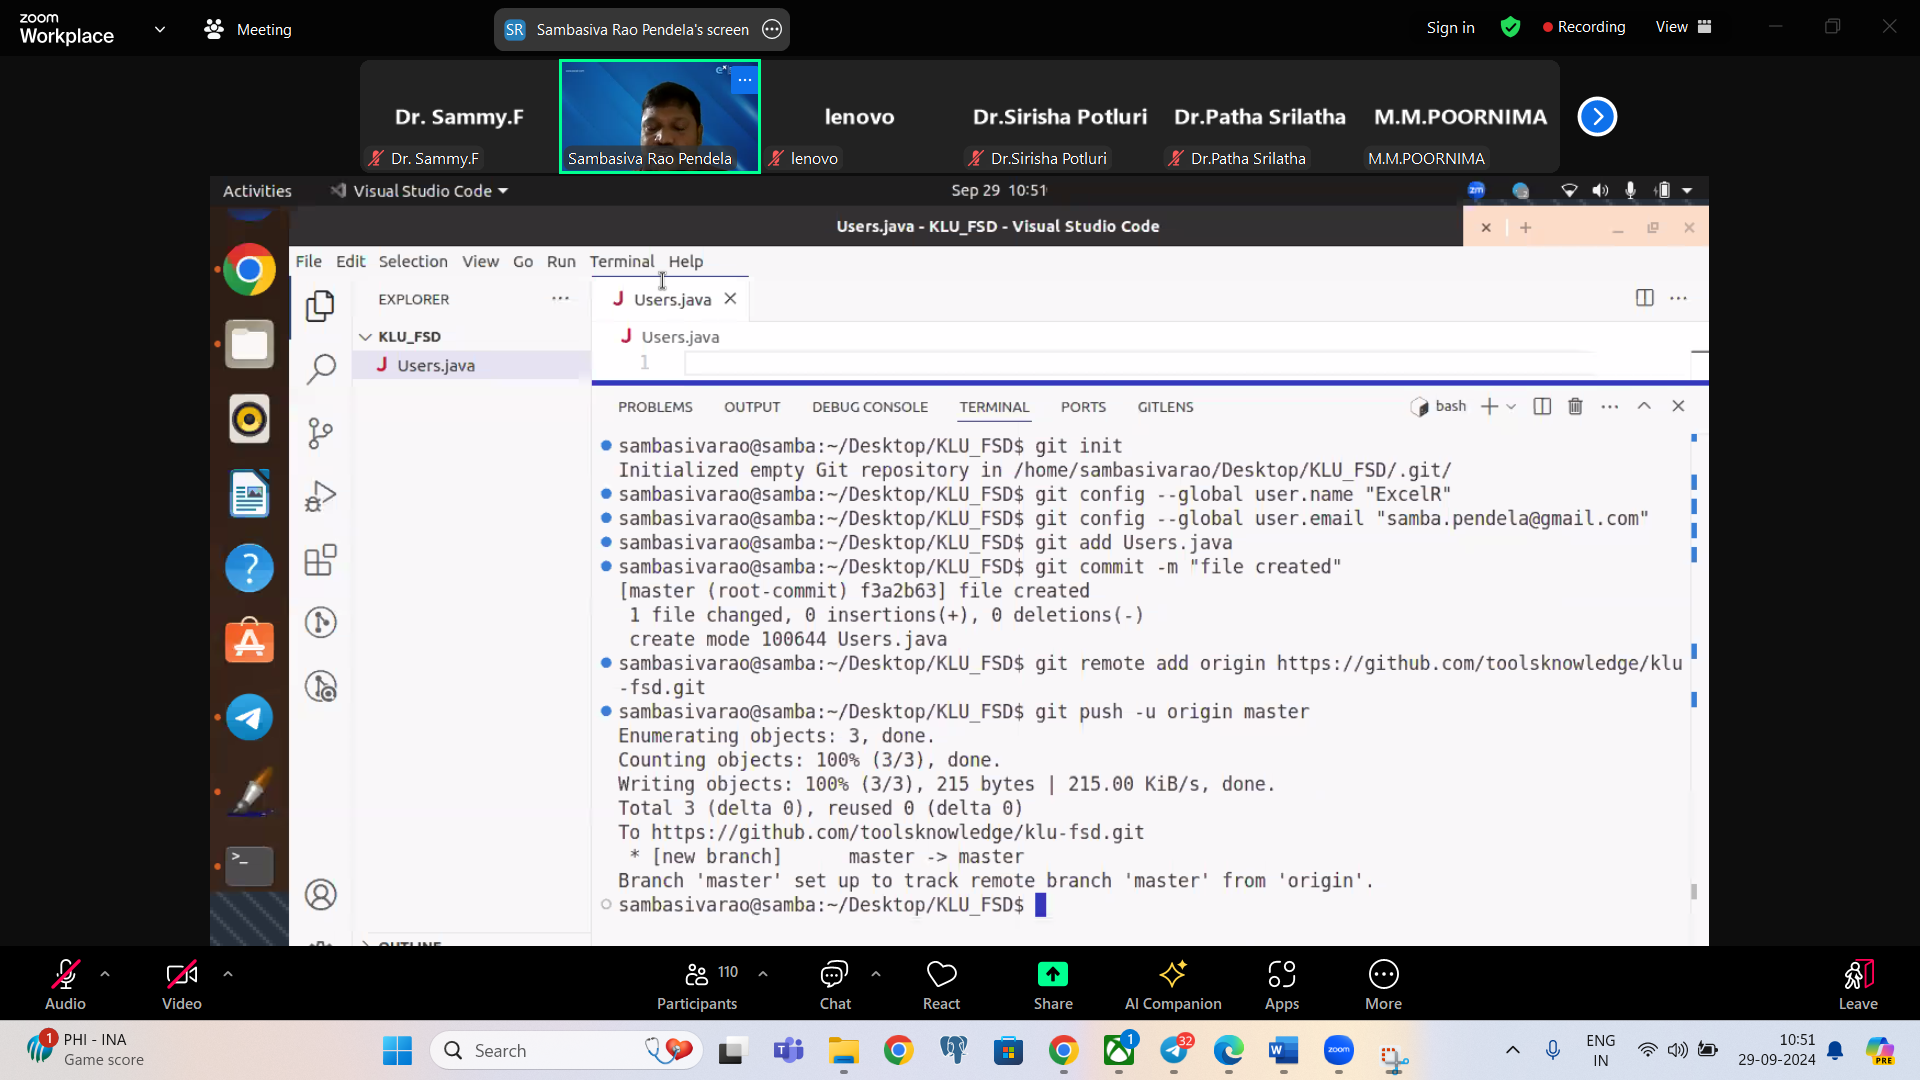 zoom
Workplace
Meeting
SR Sambasiva Rao Pendela's screen
Sign in
Recording
View
Dr. Sammy.F
lenovo
Dr.Sirisha Potluri
Dr.Patha Srilatha
M.M.POORNIMA
Dr. Sammy.F
Sambasiva Rao Pendela
lenovo
Dr.Sirisha Potluri
Dr.Patha Srilatha
M.M.POORNIMA
Activities
Visual Studio Code
Sep 29 10:51
zm
Users.java - KLU_FSD - Visual Studio Code
File Edit Selection View Go Run Terminal Help
EXPLORER
Users.java
KLU_FSD
Users.java
Users.java
1
PROBLEMS OUTPUT DEBUG CONSOLE TERMINAL PORTS GITLENS
bash
sambasivarao@samba:~/Desktop/KLU_FSD$ git init
Initialized empty Git repository in /home/sambasivarao/Desktop/KLU_FSD/.git/
sambasivarao@samba:~/Desktop/KLU_FSD$ git config --global user.name "ExcelR"
sambasivarao@samba:~/Desktop/KLU_FSD$ git config --global user.email "samba.pendela@gmail.com"
sambasivarao@samba:~/Desktop/KLU_FSD$ git add Users.java
sambasivarao@samba:~/Desktop/KLU_FSD$ git commit -m "file created"
[master (root-commit) f3a2b63] file created
1 file changed, 0 insertions(+), 0 deletions(-)
create mode 100644 Users.java
sambasivarao@samba:~/Desktop/KLU_FSD$ git remote add origin https://github.com/toolsknowledge/klu
-fsd.git
sambasivarao@samba:~/Desktop/KLU_FSD$ git push -u origin master
Enumerating objects: 3, done.
Counting objects: 100% (3/3), done.
Writing objects: 100% (3/3), 215 bytes | 215.00 KiB/s, done.
Total 3 (delta 0), reused 0 (delta 0)
To https://github.com/toolsknowledge/klu-fsd.git
* [new branch] master -> master
Branch 'master' set up to track remote branch 'master' from 'origin'.
sambasivarao@samba:~/Desktop/KLU_FSD$
OUTLINE
110
Audio
Video
Participants
Chat
React
Share
AI Companion
Apps
More
Leave
1
PHI - INA
Game score
Search
1
32
zoom
ENG
IN
10:51
29-09-2024
PRE